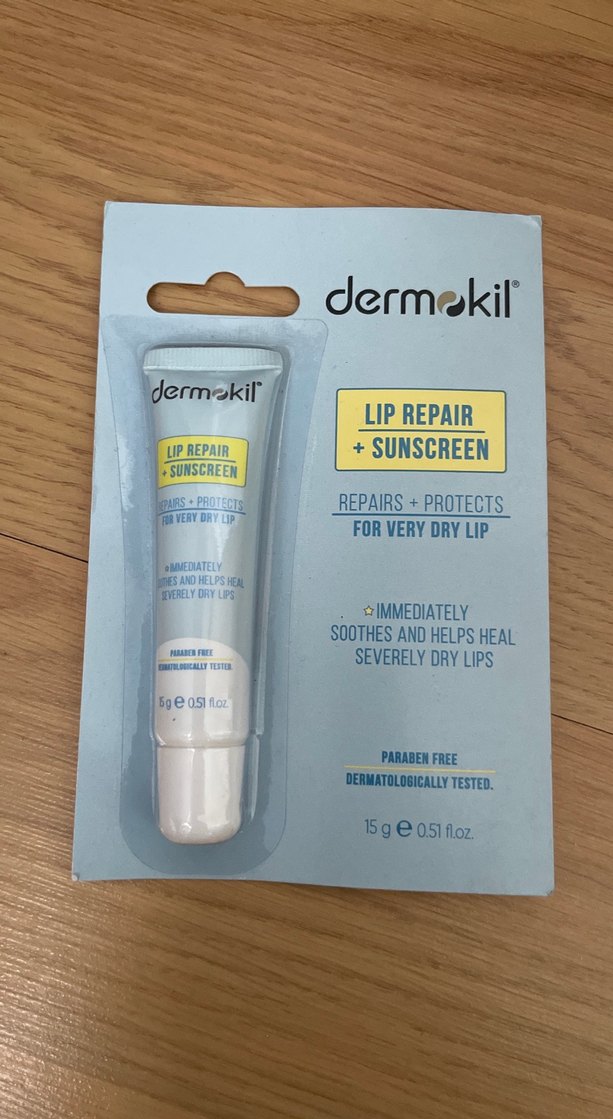 dermokil®
LIP REPAIR
+ SUNSCREEN
REPAIRS + PROTECTS
FOR VERY DRY LIP
IMMEDIATELY
SOOTHES AND HELPS HEAL
SEVERELY DRY LIPS
PARABEN FREE
DERMATOLOGICALLY TESTED.
15 g e 0.51 fl.oz.
dermokil®
LIP REPAIR
+ SUNSCREEN
REPAIRS + PROTECTS
FOR VERY DRY LIP
☆IMMEDIATELY
SOOTHES AND HELPS HEAL
SEVERELY DRY LIPS
PARABEN FREE
DERMATOLOGICALLY TESTED.
15 g e 0.51 fl.oz.